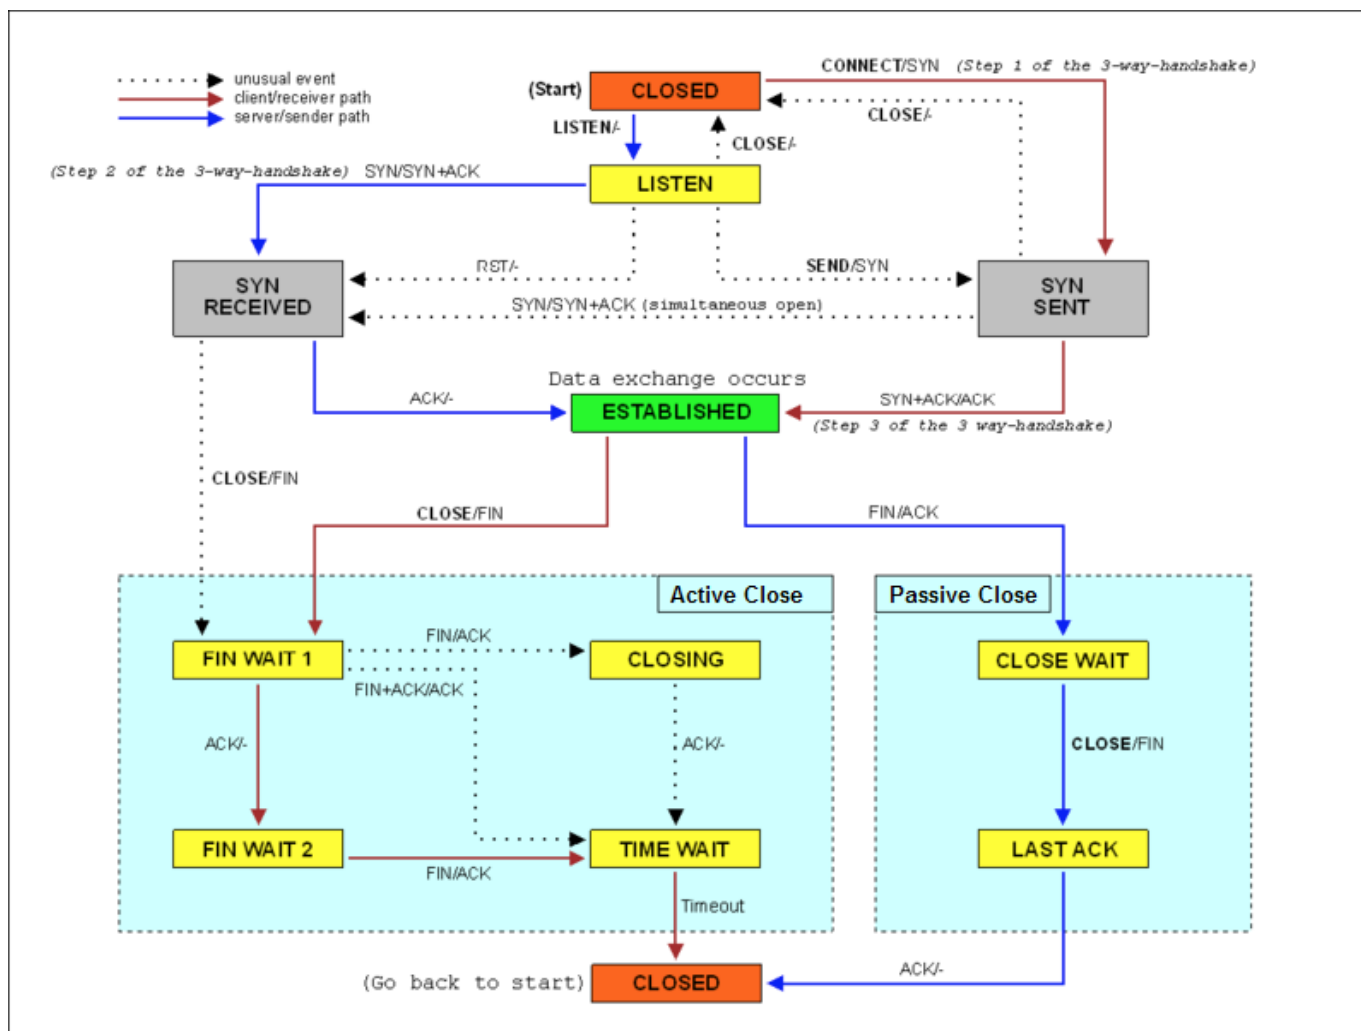 unusual event
client/receiver path
server/sender path
CONNECT/SYN (Step 1 of the 3-way-handshake)
(Start)
CLOSED
CLOSE/-
LISTEN/-
CLOSE/-
(Step 2 of the 3-way-handshake) SYN/SYN+ACK
LISTEN
RST/-
SEND/SYN
SYN
RECEIVED
SYN
SENT
SYN/SYN+ACK (simultaneous open)
Data exchange occurs
ACK/-
ESTABLISHED
SYN+ACK/ACK
(Step 3 of the 3 way-handshake)
CLOSE/FIN
CLOSE/FIN
FIN/ACK
Active Close
Passive Close
FIN WAIT 1
FIN/ACK
CLOSING
CLOSE WAIT
FIN+ACK/ACK
ACK/-
ACK/-
CLOSE/FIN
FIN WAIT 2
FIN/ACK
TIME WAIT
LAST ACK
Timeout
(Go back to start)
CLOSED
ACK/-